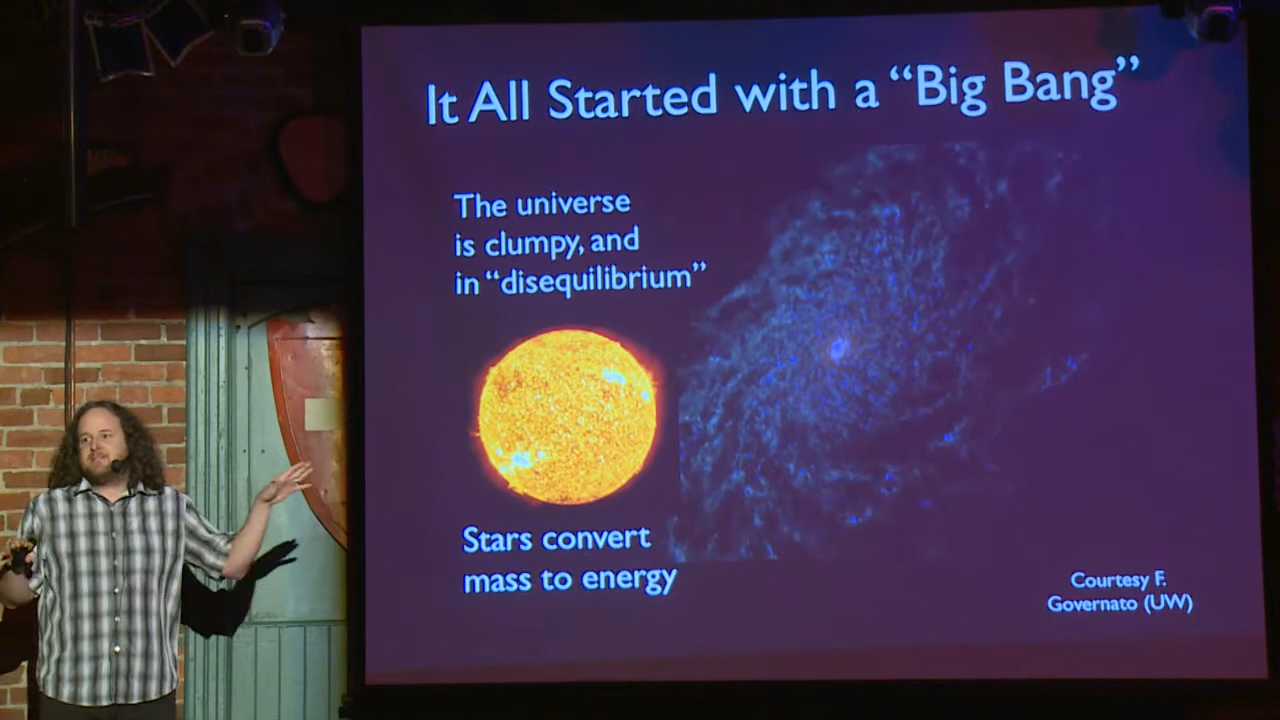 It All Started with a “Big Bang”
The universe
is clumpy, and
in “disequilibrium”
Stars convert
mass to energy
Courtesy F.
Governato (UW)